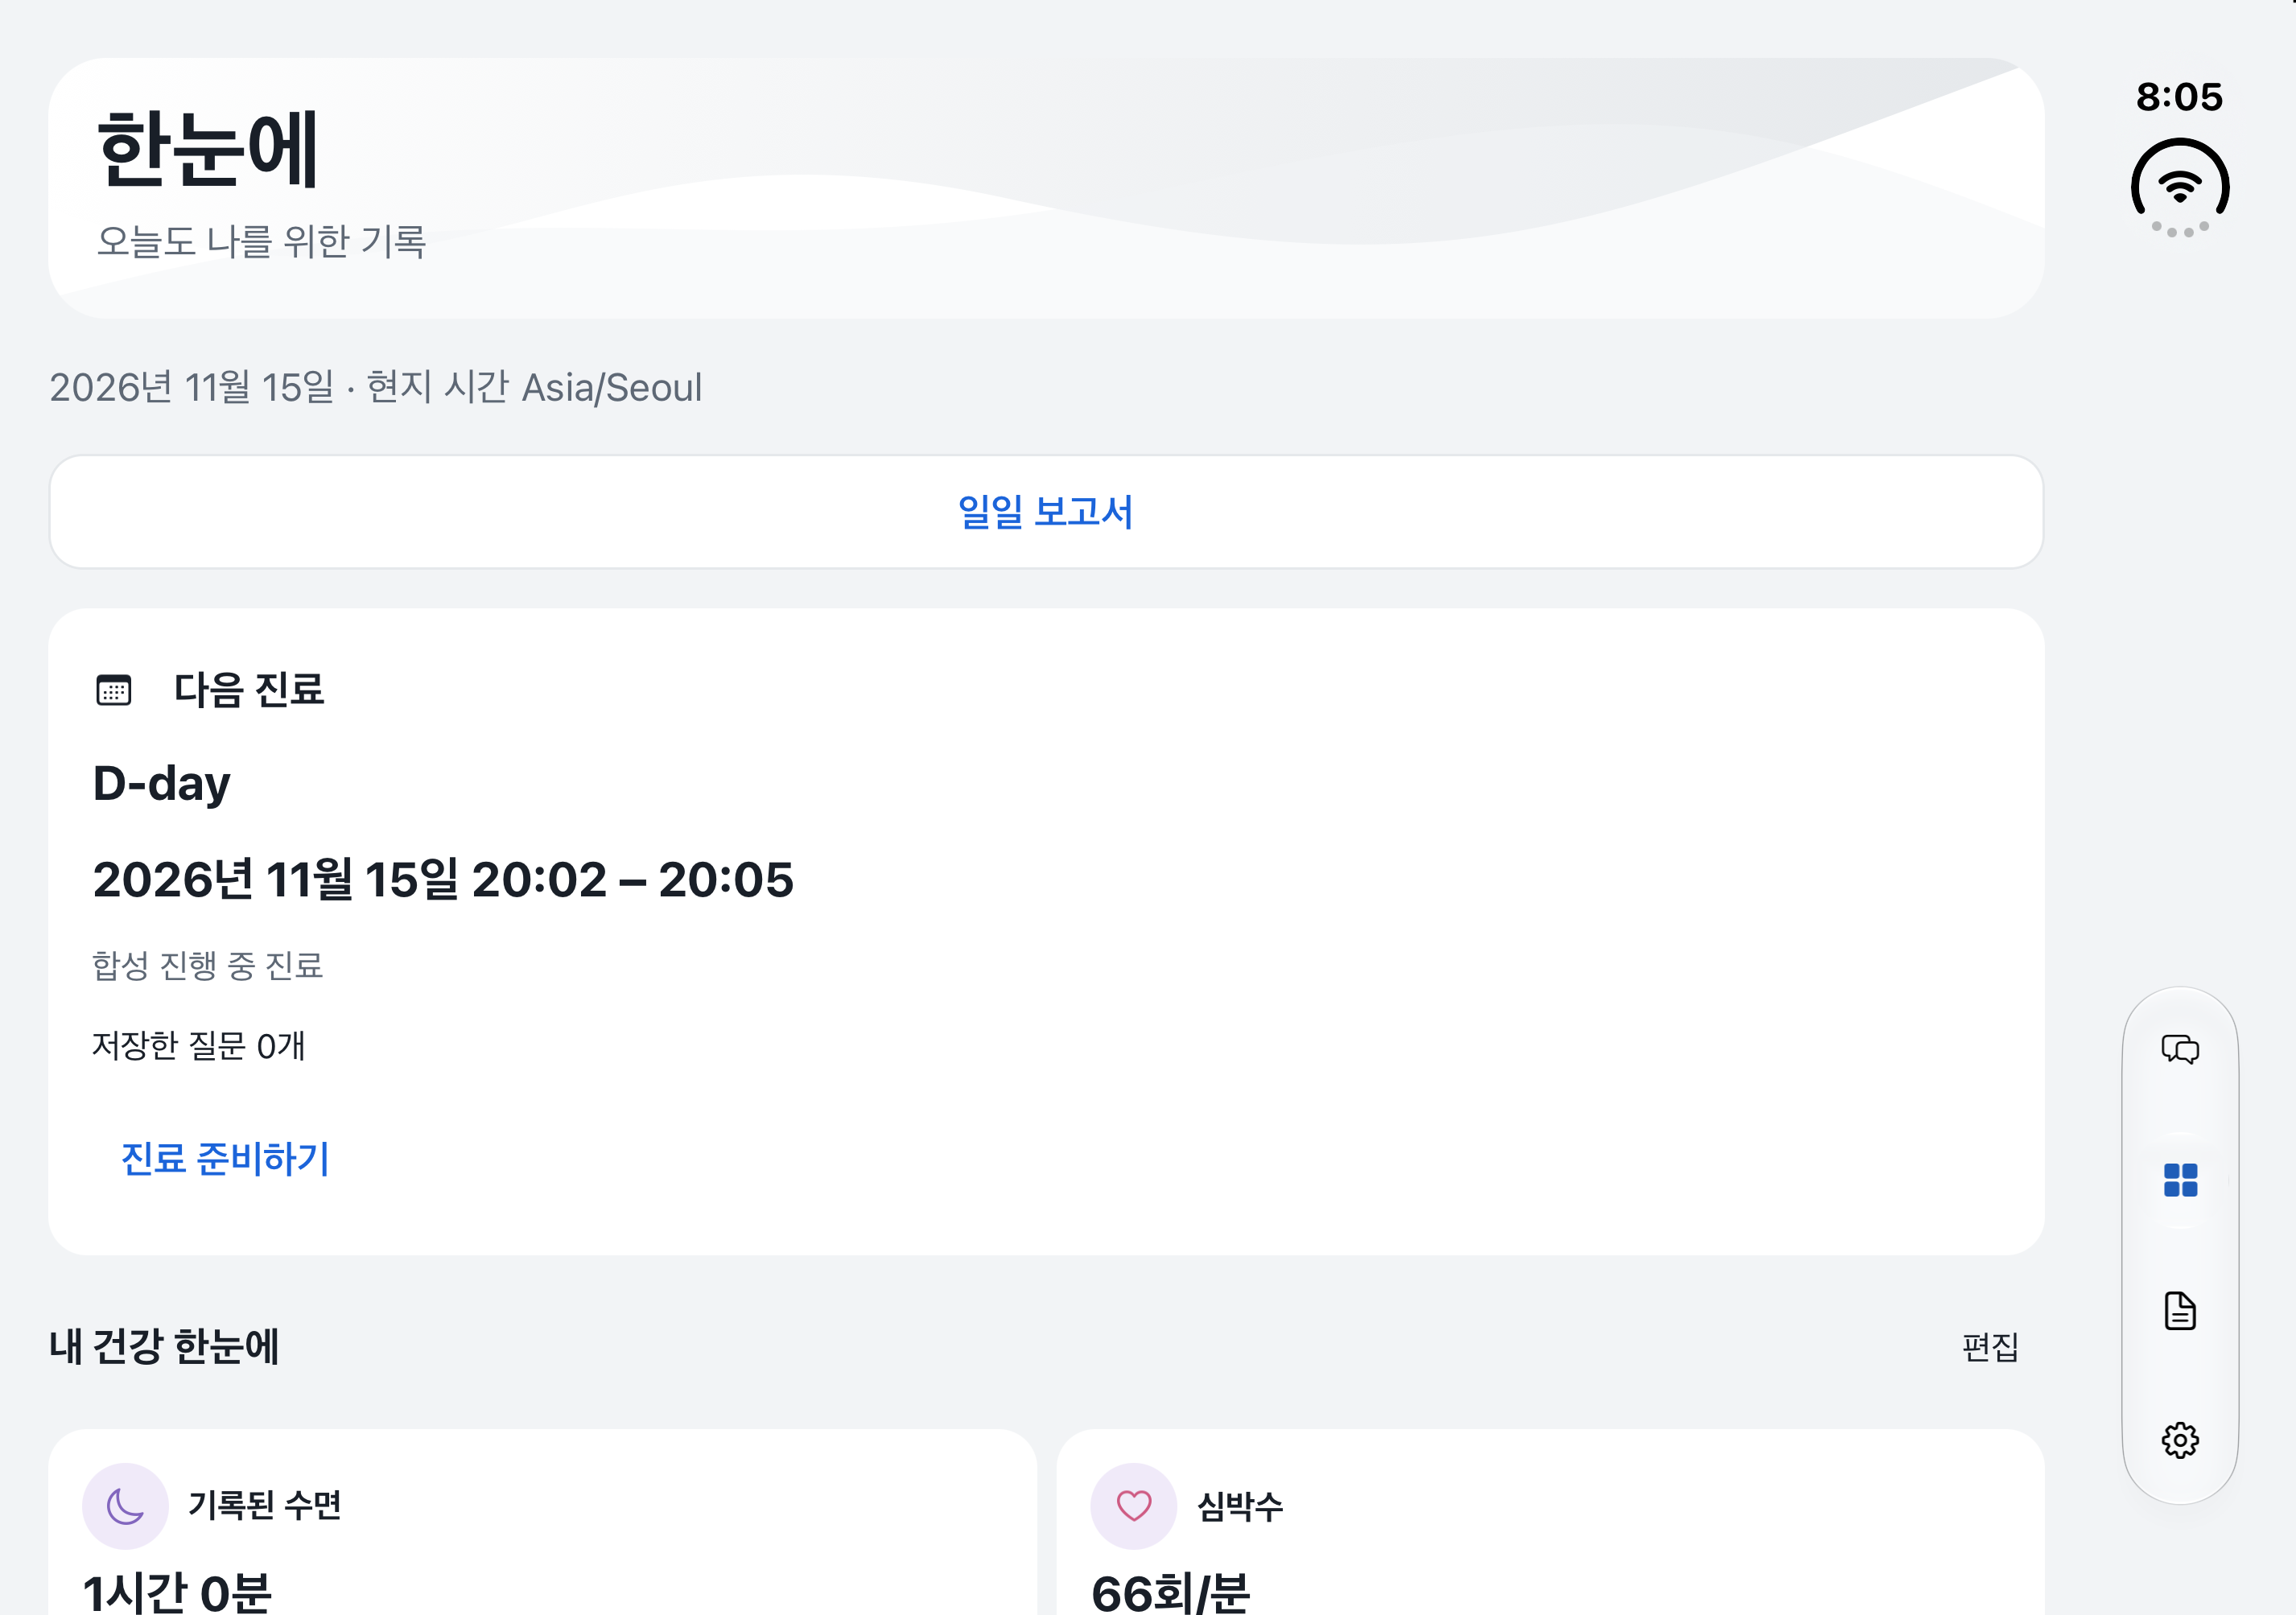 한눈에
오늘도 나를 위한 기록
8:05
2026년 11월 15일 · 현지 시간 Asia/Seoul
일일 보고서
다음 진료
D-day
2026년 11월 15일 20:02 – 20:05
합성 진행 중 진료
저장한 질문 0개
진료 준비하기
내 건강 한눈에
편집
기록된 수면
1시간 0분
심박수
66회/분